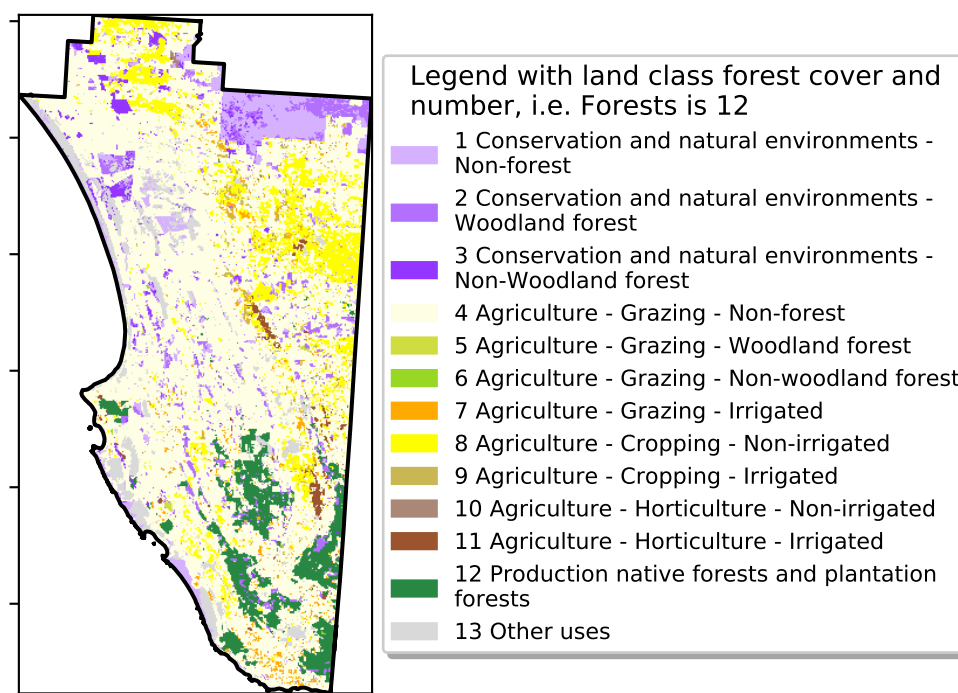 Legend with land class forest cover and
number, i.e. Forests is 12
1 Conservation and natural environments -
Non-forest
2 Conservation and natural environments -
Woodland forest
3 Conservation and natural environments -
Non-Woodland forest
4 Agriculture - Grazing - Non-forest
5 Agriculture - Grazing - Woodland forest
6 Agriculture - Grazing - Non-woodland forest
7 Agriculture - Grazing - Irrigated
8 Agriculture - Cropping - Non-irrigated
9 Agriculture - Cropping - Irrigated
10 Agriculture - Horticulture - Non-irrigated
11 Agriculture - Horticulture - Irrigated
12 Production native forests and plantation
forests
13 Other uses